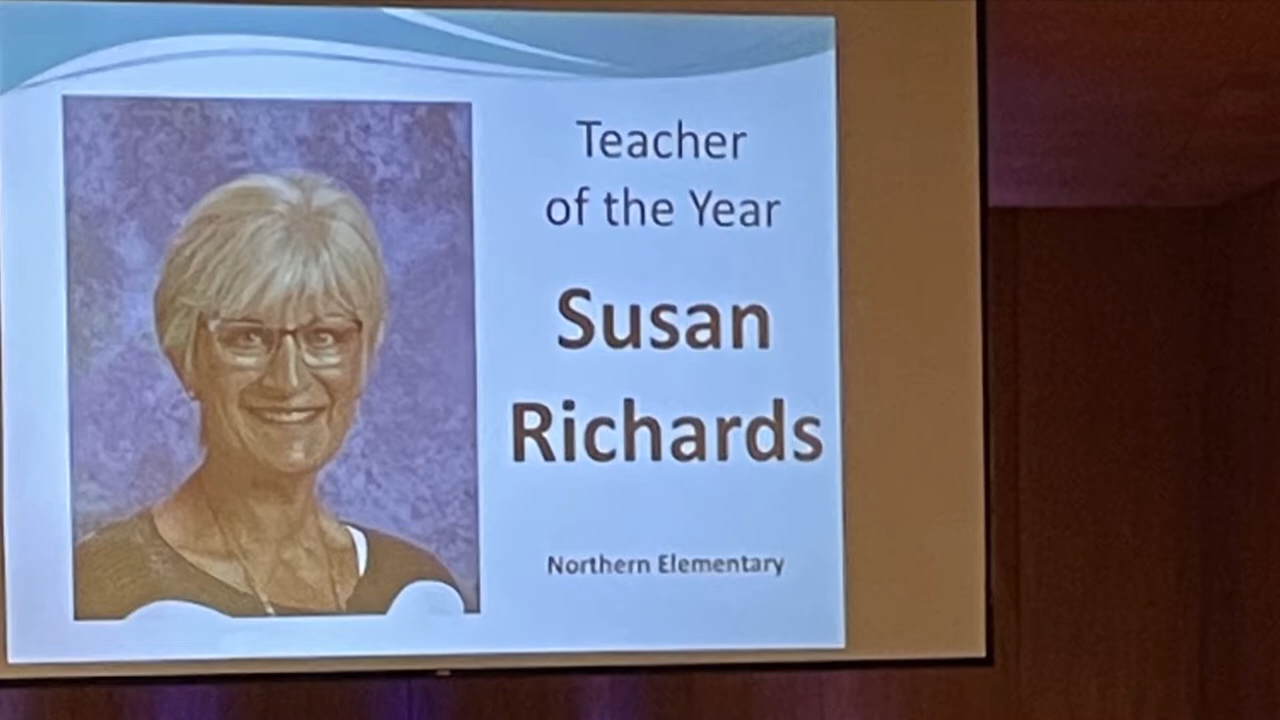 Teacher
of the Year
Susan
Richards
Northern Elementary